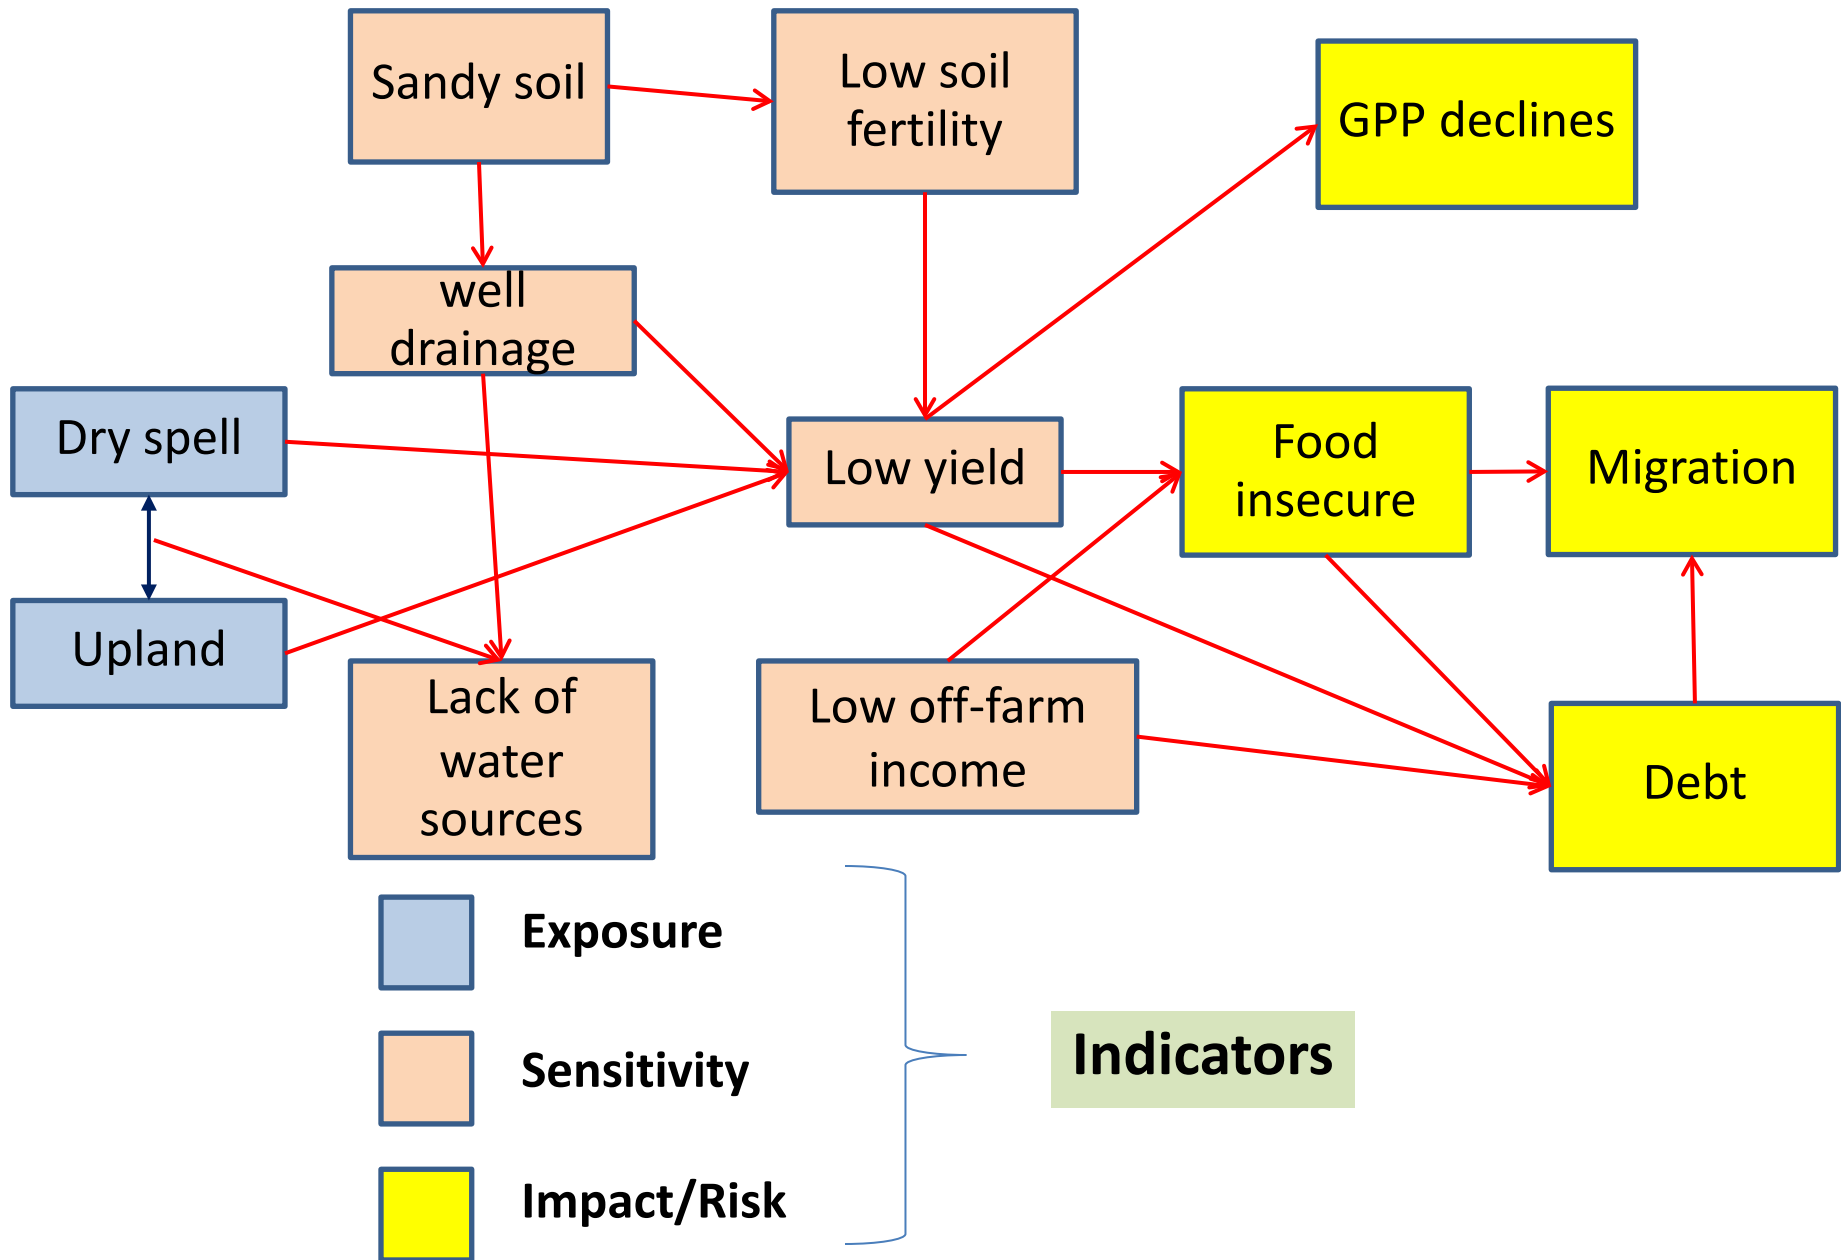 Sandy soil
Low soil
fertility
GPP declines
well
drainage
Dry spell
Low yield
Food
insecure
Migration
Upland
Lack of
water
sources
Low off-farm
income
Debt
Exposure
Sensitivity
Indicators
Impact/Risk